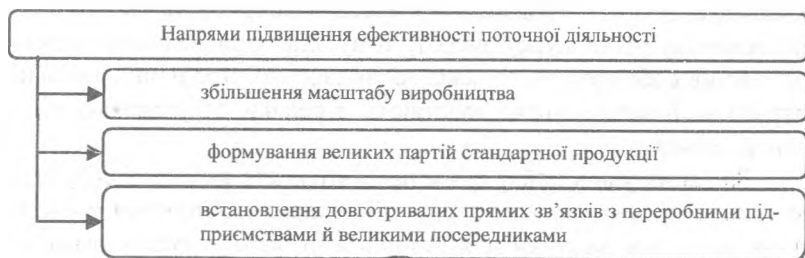 Напрями підвищення ефективності поточної діяльності
збільшення масштабу виробництва
формування великих партій стандартної продукції
встановлення довготривалих прямих зв’язків з переробними під-
приємствами й великими посередниками